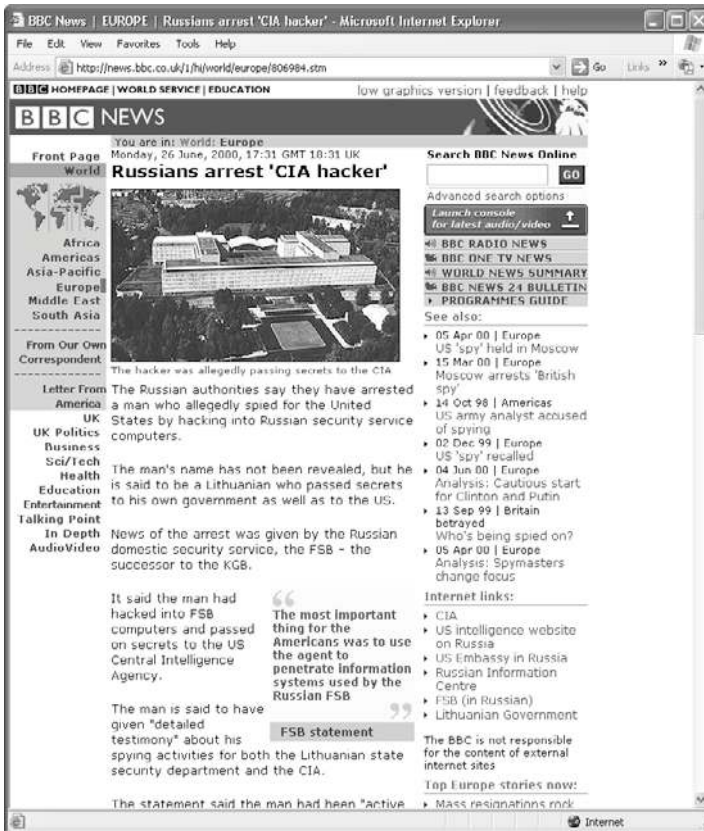 BBC News | EUROPE | Russians arrest 'CIA hacker' - Microsoft Internet Explorer
File Edit View Favorites Tools Help
Address http://news.bbc.co.uk/1/hi/world/europe/806984.stm Go Links »
BBC HOMEPAGE | WORLD SERVICE | EDUCATION
low graphics version | feedback | help
BBC NEWS
You are in: World: Europe
Front Page
World
Africa
Americas
Asia-Pacific
Europe
Middle East
South Asia
From Our Own
Correspondent
Letter From
America
UK
UK Politics
Business
Sci/Tech
Health
Education
Entertainment
Talking Point
In Depth
AudioVideo
Monday, 26 June, 2000, 17:31 GMT 18:31 UK
Russians arrest 'CIA hacker'
The hacker was allegedly passing secrets to the CIA
The Russian authorities say they have arrested
a man who allegedly spied for the United
States by hacking into Russian security service
computers.
The man's name has not been revealed, but he
is said to be a Lithuanian who passed secrets
to his own government as well as to the US.
News of the arrest was given by the Russian
domestic security service, the FSB - the
successor to the KGB.
It said the man had
hacked into FSB
computers and passed
on secrets to the US
Central Intelligence
Agency.
“
The most important
thing for the
Americans was to use
the agent to
penetrate information
systems used by the
Russian FSB
”
FSB statement
The man is said to have
given "detailed
testimony" about his
spying activities for both the Lithuanian state
security department and the CIA.
The statement said the man had been "active
Search BBC News Online
GO
Advanced search options
Launch console
for latest audio/video
BBC RADIO NEWS
BBC ONE TV NEWS
WORLD NEWS SUMMARY
BBC NEWS 24 BULLETIN
PROGRAMMES GUIDE
See also:
05 Apr 00 | Europe
US 'spy' held in Moscow
15 Mar 00 | Europe
Moscow arrests 'British
spy'
14 Oct 98 | Americas
US army analyst accused
of spying
02 Dec 99 | Europe
US 'spy' recalled
04 Jun 00 | Europe
Analysis: Cautious start
for Clinton and Putin
13 Sep 99 | Britain
betrayed
Who's being spied on?
05 Apr 00 | Europe
Analysis: Spymasters
change focus
Internet links:
CIA
US intelligence website
on Russia
US Embassy in Russia
Russian Information
Centre
FSB (in Russian)
Lithuanian Government
The BBC is not responsible
for the content of external
internet sites
Top Europe stories now:
Mass resignations rock
Internet